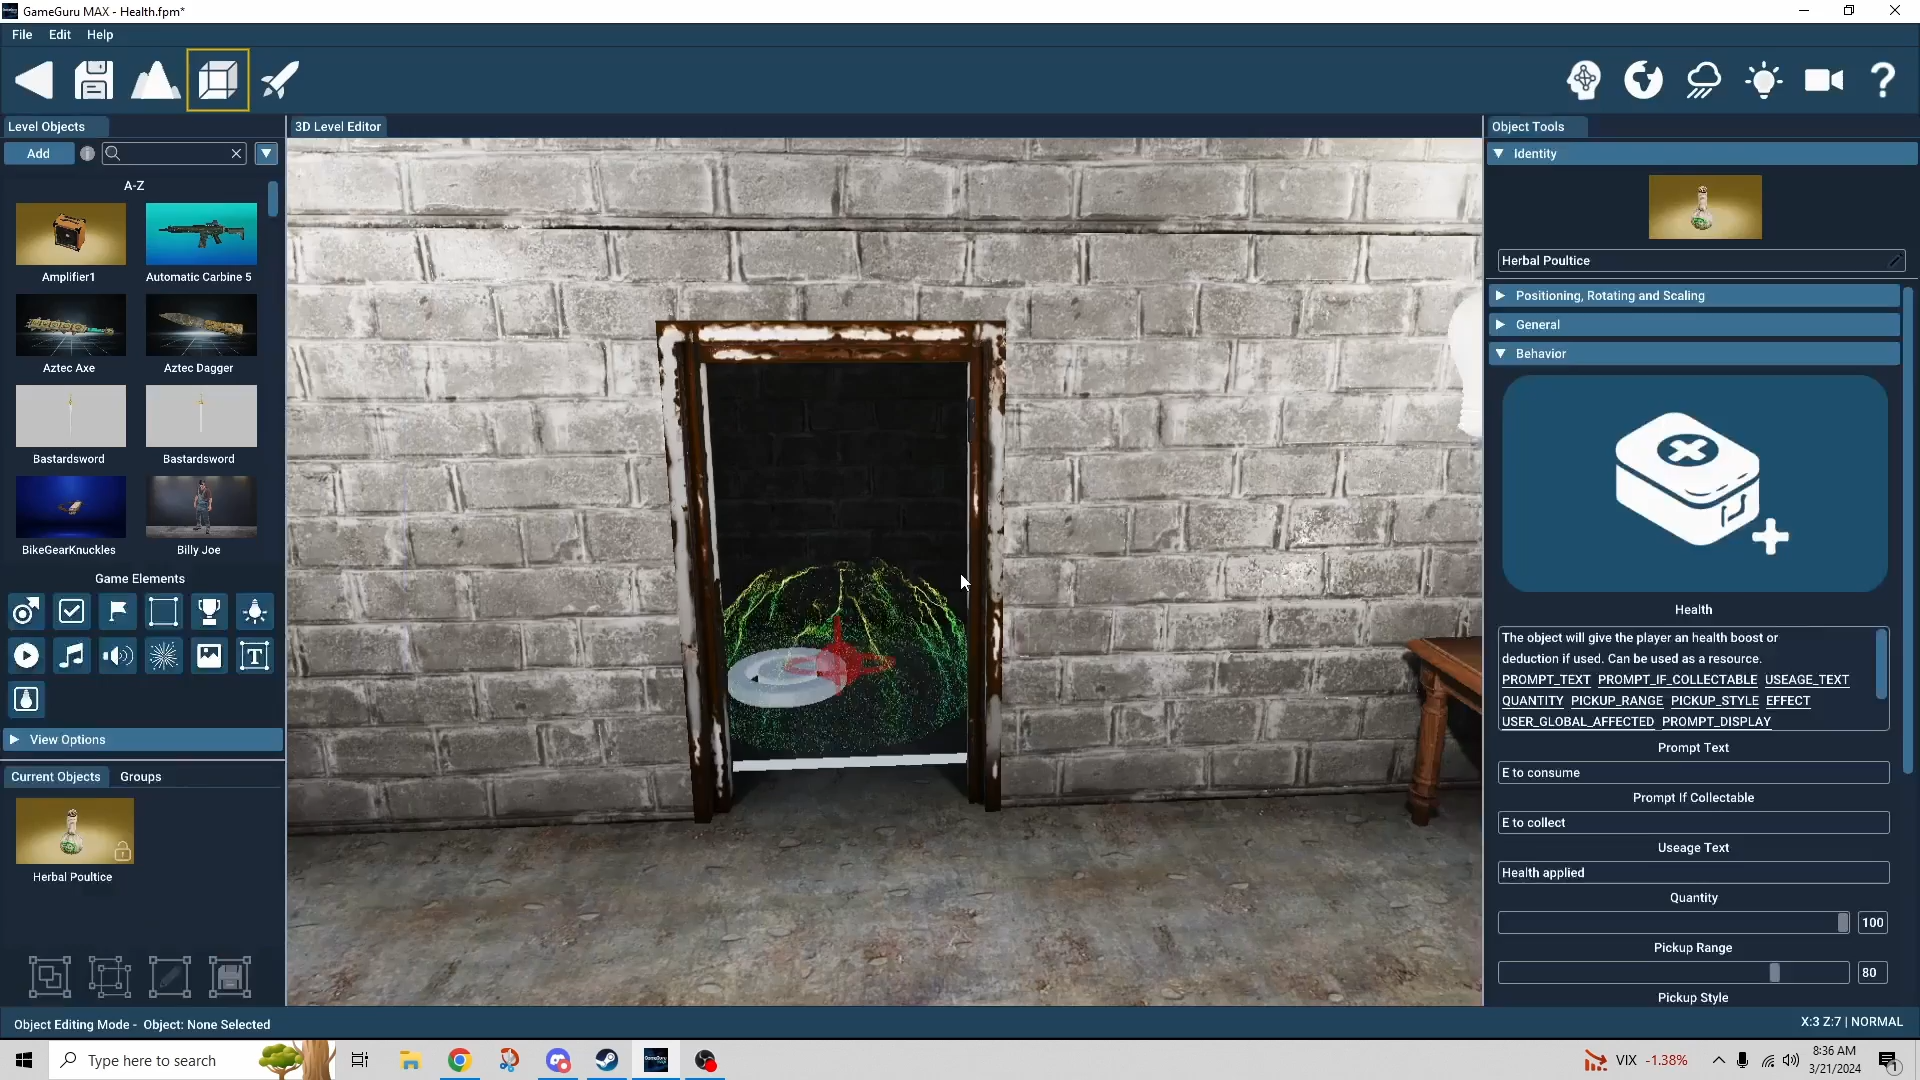 GameGuru MAX - Health.fpm*
File Edit Help
Level Objects
3D Level Editor
Object Tools
Add
A-Z
Amplifier1
Automatic Carbine 5
Aztec Axe
Aztec Dagger
Bastardsword
Bastardsword
BikeGearKnuckles
Billy Joe
Game Elements
View Options
Current Objects Groups
Herbal Poultice
Identity
Herbal Poultice
Positioning, Rotating and Scaling
General
Behavior
Health
The object will give the player an health boost or
deduction if used. Can be used as a resource.
PROMPT_TEXT PROMPT_IF_COLLECTABLE USEAGE_TEXT
QUANTITY PICKUP_RANGE PICKUP_STYLE EFFECT
USER_GLOBAL_AFFECTED PROMPT_DISPLAY
Prompt Text
E to consume
Prompt If Collectable
E to collect
Useage Text
Health applied
Quantity
100
Pickup Range
80
Pickup Style
Object Editing Mode - Object: None Selected
X:3 Z:7 | NORMAL
Type here to search
VIX -1.38%
8:36 AM
3/21/2024
1